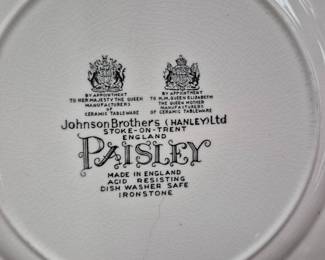 BY APPOINTMENT
TO HER MAJESTY THE QUEEN
MANUFACTURERS
OF CERAMIC TABLEWARE
BY APPOINTMENT
TO H.M. QUEEN ELIZABETH
THE QUEEN MOTHER
MANUFACTURERS
OF CERAMIC TABLEWARE
Johnson Brothers (HANLEY) Ltd
STOKE-ON-TRENT
ENGLAND
PAISLEY
MADE IN ENGLAND
ACID RESISTING
DISH WASHER SAFE
IRONSTONE